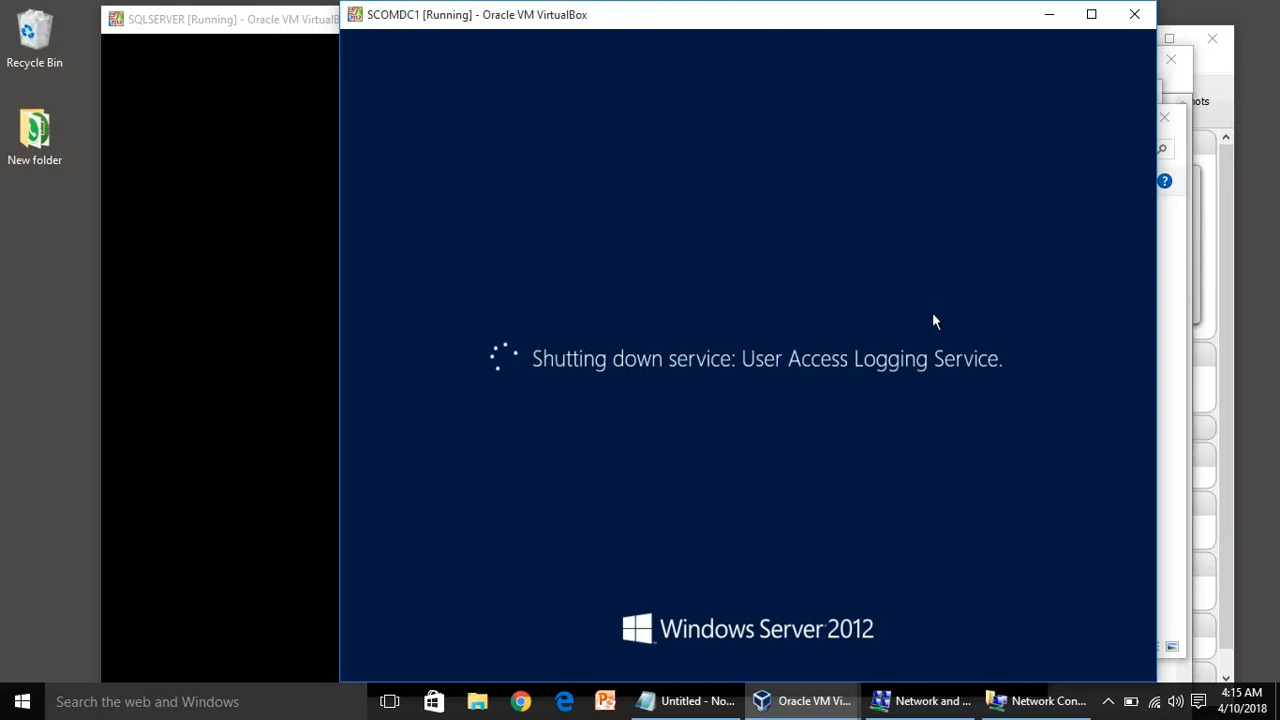 Recycle Bin
New folder
SQLSERVER [Running] - Oracle VM VirtualB
SCOMDC1 [Running] - Oracle VM VirtualBox
hots
?
Shutting down service: User Access Logging Service.
Windows Server 2012
Search the web and Windows
Untitled - No...
Oracle VM Vi...
Network and ...
Network Con...
4:15 AM
4/10/2018